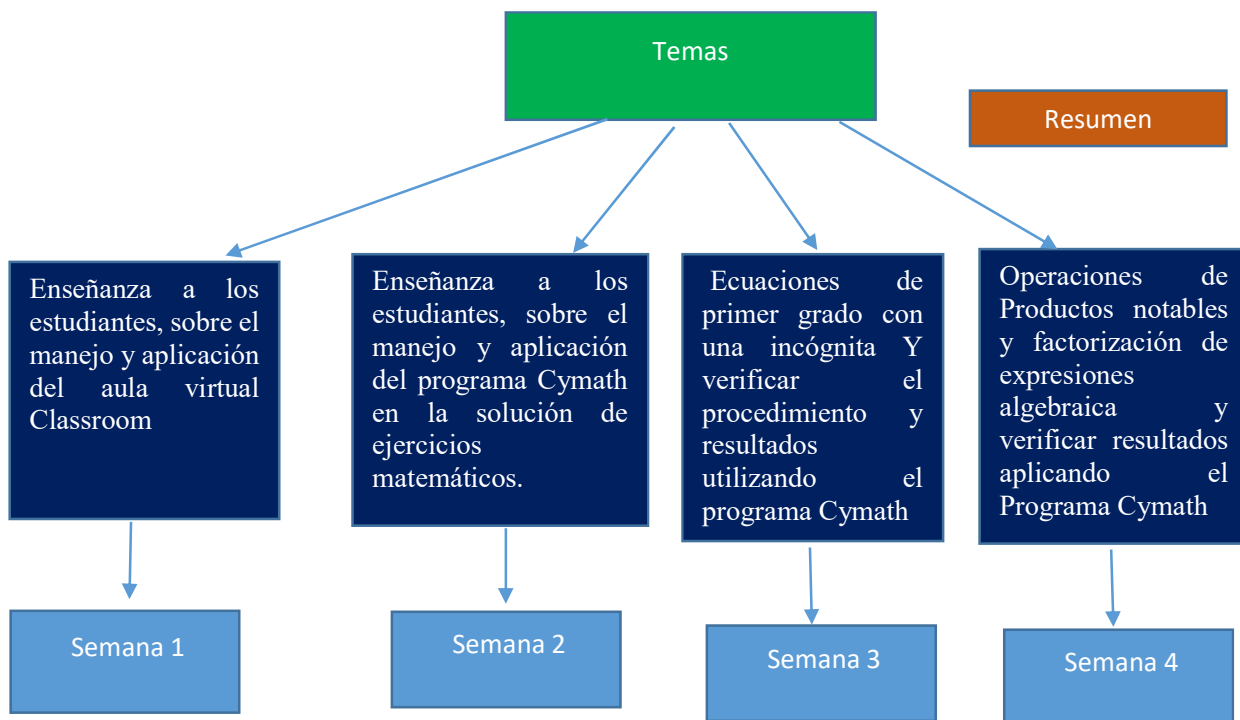 Temas
Resumen
Enseñanza a los
estudiantes, sobre el
manejo y aplicación
del aula virtual
Classroom
Enseñanza a los
estudiantes, sobre el
manejo y aplicación
del programa Cymath
en la solución de
ejercicios
matemáticos.
Ecuaciones de
primer grado con
una incógnita Y
verificar el
procedimiento y
resultados
utilizando el
programa Cymath
Operaciones de
Productos notables
y factorización de
expresiones
algebraica y
verificar resultados
aplicando el
Programa Cymath
Semana 1
Semana 2
Semana 3
Semana 4